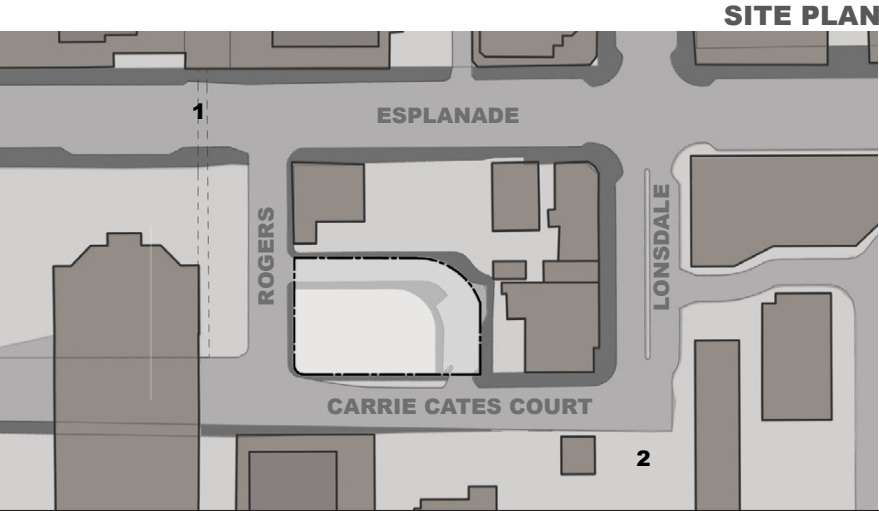 SITE PLAN
1
ESPLANADE
ROGERS
LONSDALE
CARRIE CATES COURT
2